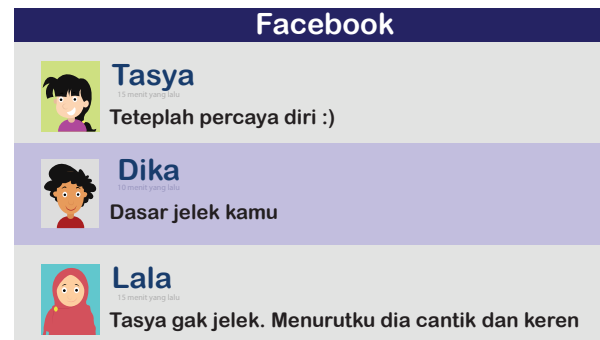 Facebook
Tasya
15 menit yang lalu
Teteplah percaya diri :)
Dika
10 menit yang lalu
Dasar jelek kamu
Lala
15 menit yang lalu
Tasya gak jelek. Menurutku dia cantik dan keren